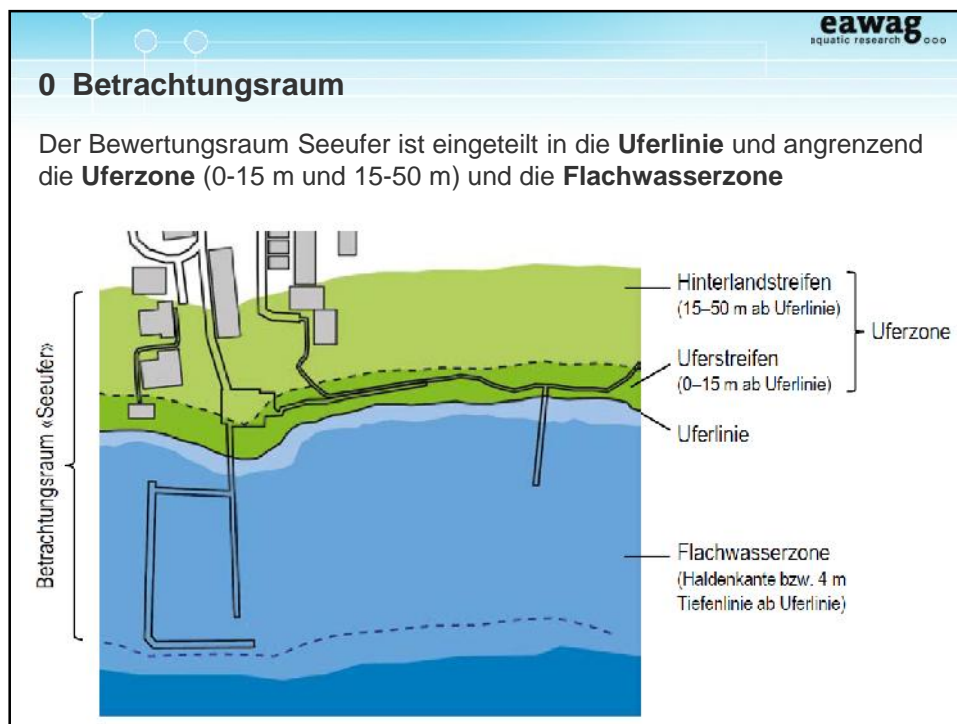 eawag
aquatic research
0 Betrachtungsraum
Der Bewertungsraum Seeufer ist eingeteilt in die Uferlinie und angrenzend
die Uferzone (0-15 m und 15-50 m) und die Flachwasserzone
Betrachtungsraum «Seeufer»
Hinterlandstreifen
(15–50 m ab Uferlinie)
Uferzone
Uferstreifen
(0–15 m ab Uferlinie)
Uferlinie
Flachwasserzone
(Haldenkante bzw. 4 m
Tiefenlinie ab Uferlinie)